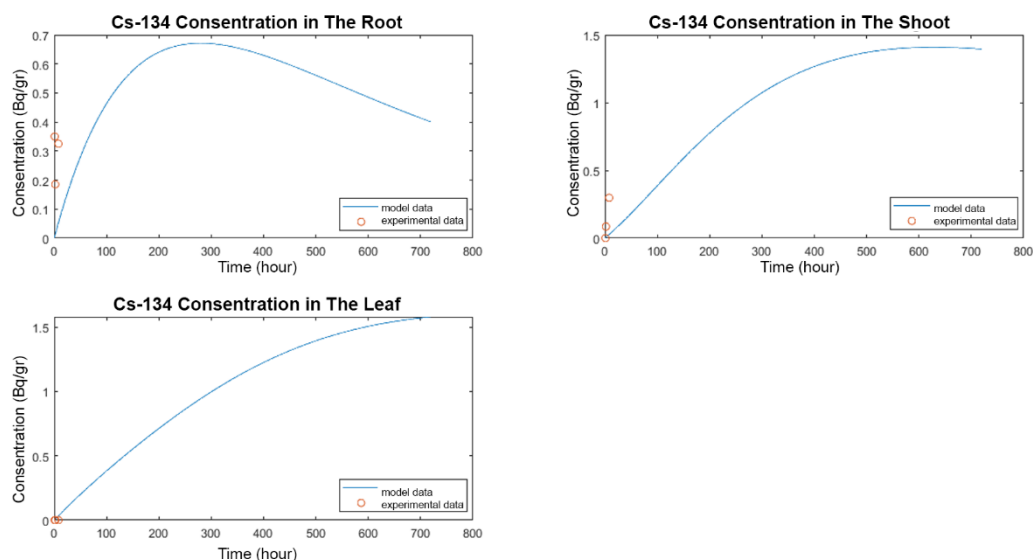 Cs-134 Consentration in The Root
Consentration (Bq/gr)
0.7
0.6
0.5
0.4
0.3
0.2
0.1
0
model data
experimental data
0 100 200 300 400 500 600 700 800
Time (hour)
Cs-134 Consentration in The Shoot
Consentration (Bq/gr)
1.5
1
0.5
0
model data
experimental data
0 100 200 300 400 500 600 700 800
Time (hour)
Cs-134 Consentration in The Leaf
Consentration (Bq/gr)
1.5
1
0.5
0
model data
experimental data
0 100 200 300 400 500 600 700 800
Time (hour)